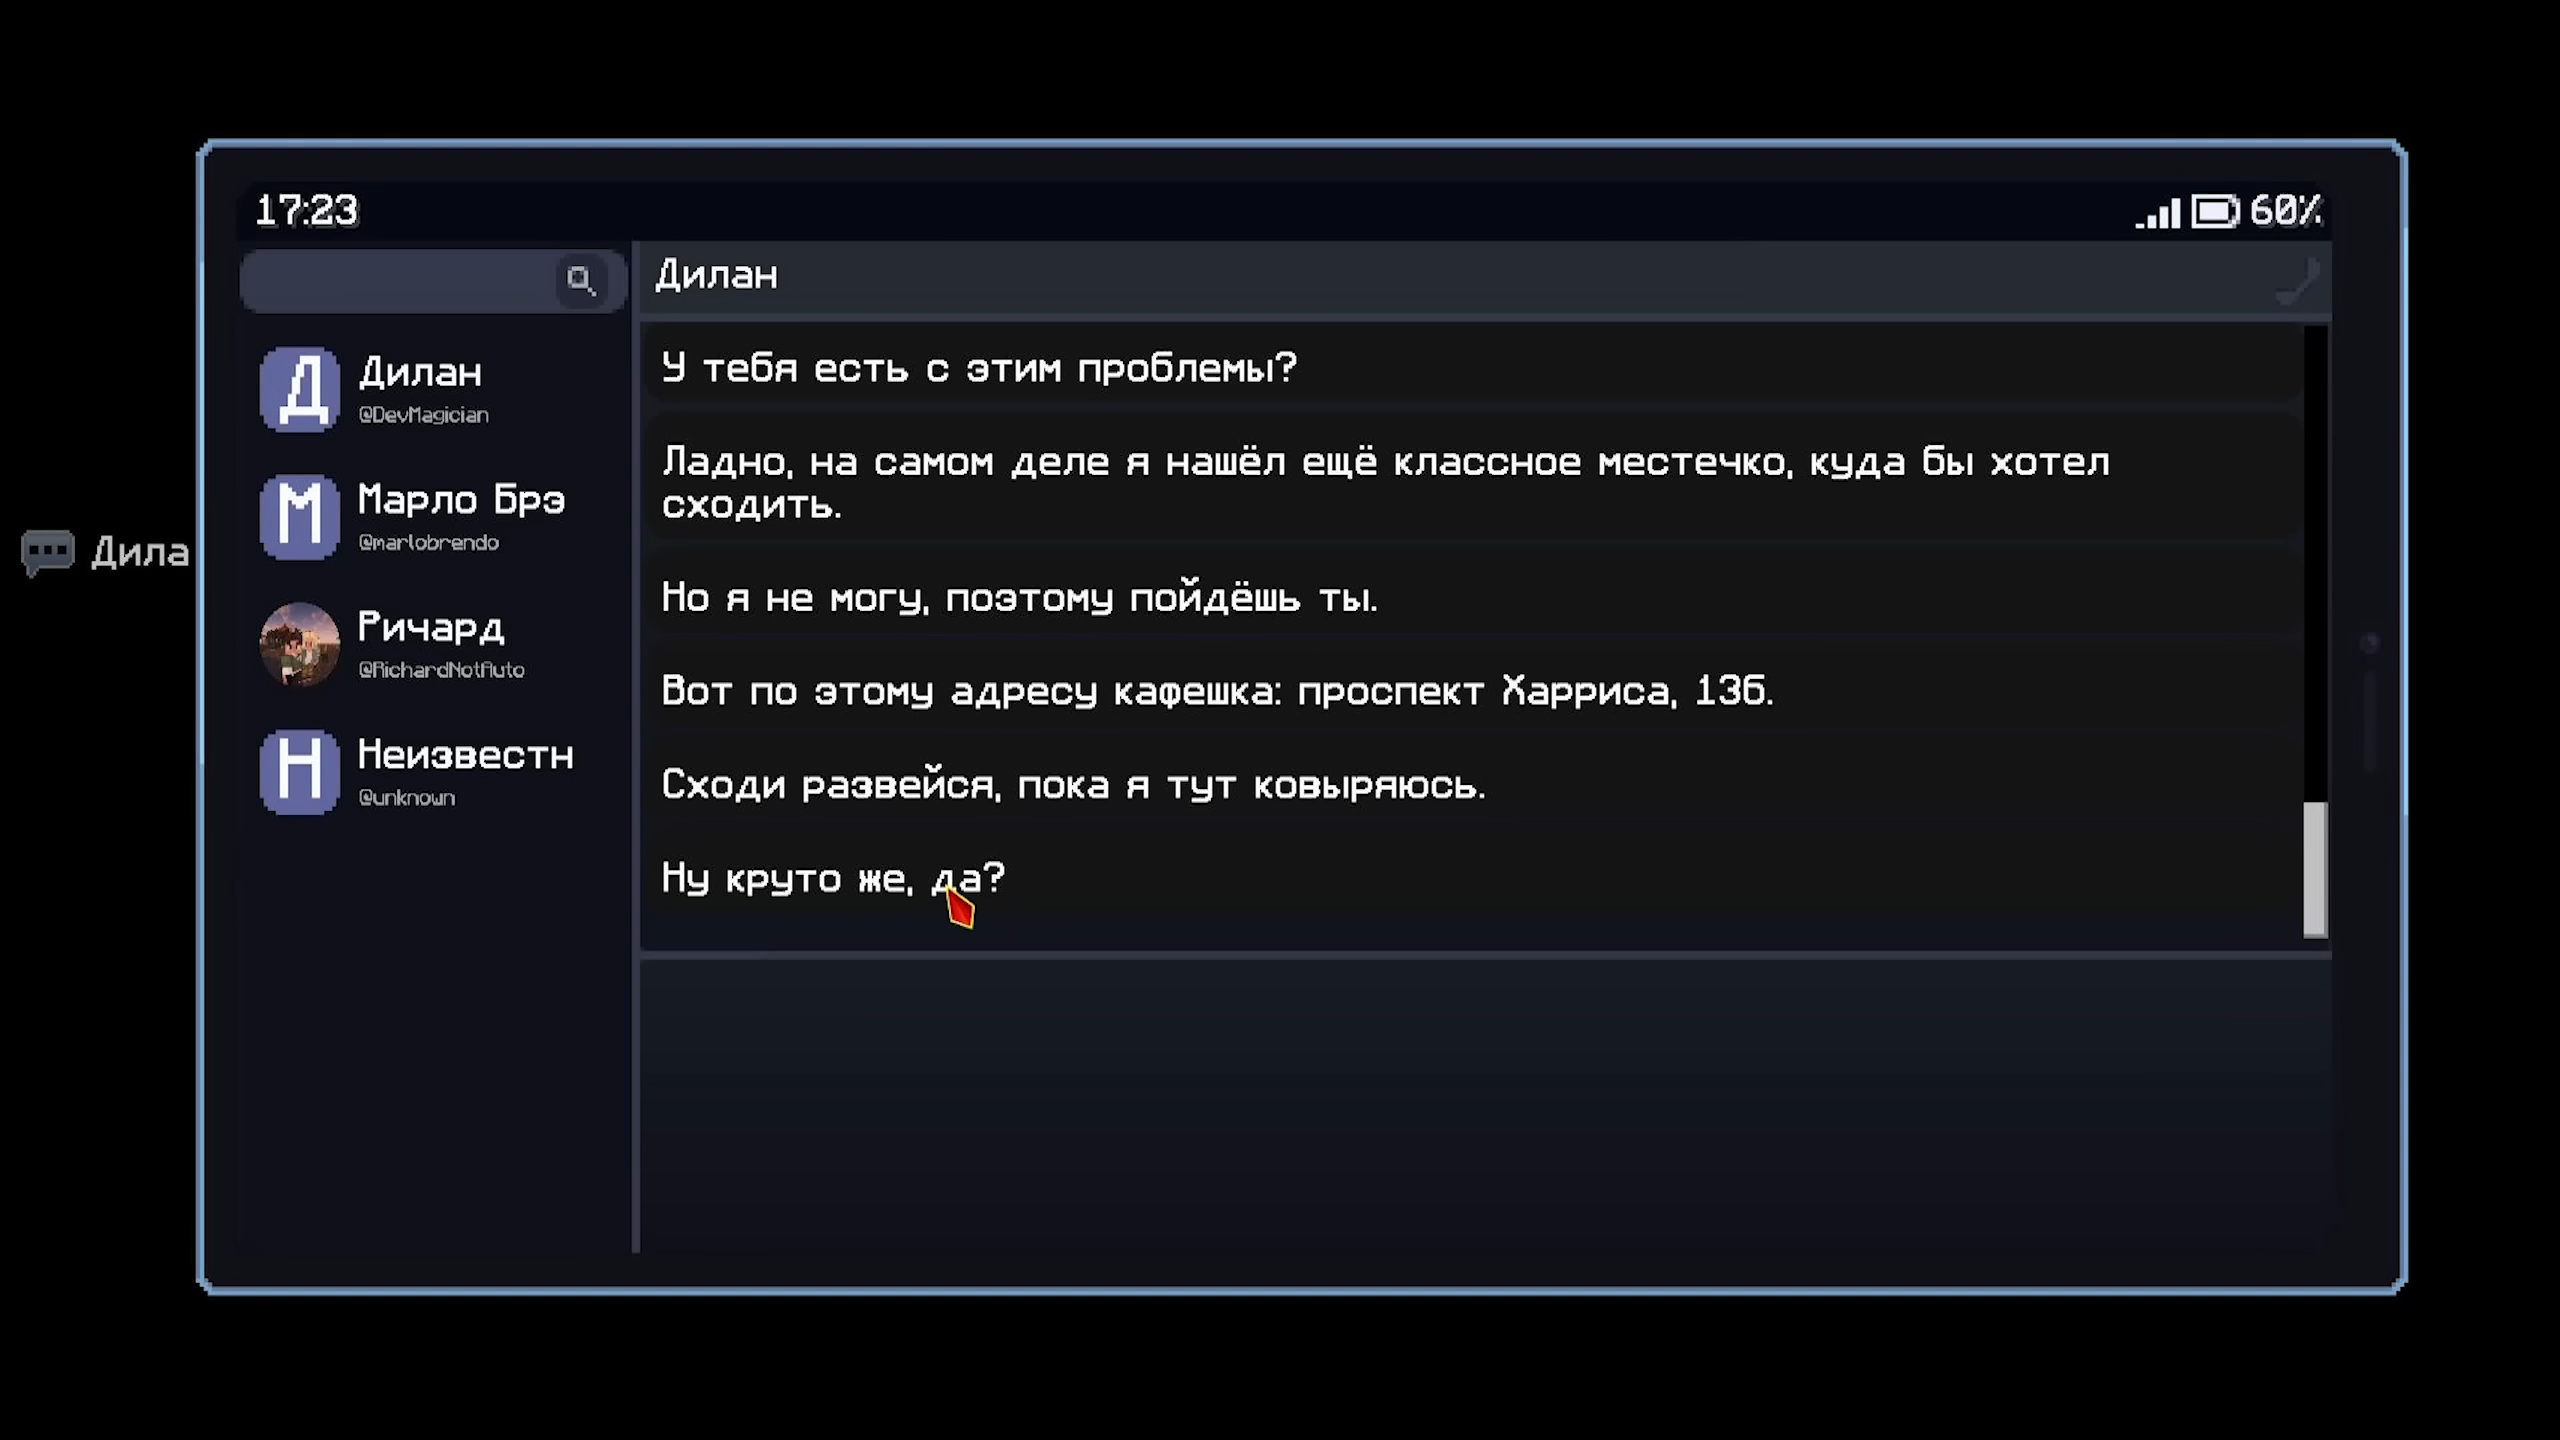 17:23
60%
Дилан
Дилан
@DevMagician
Марло Брэ
@marlobrendo
Ричард
@RichardNotAuto
Неизвестн
@unknown
Дила
У тебя есть с этим проблемы?
Ладно, на самом деле я нашёл ещё классное местечко, куда бы хотел
сходить.
Но я не могу, поэтому пойдёшь ты.
Вот по этому адресу кафешка: проспект Харриса, 13б.
Сходи развейся, пока я тут ковыряюсь.
Ну круто же, да?
Д
М
Н